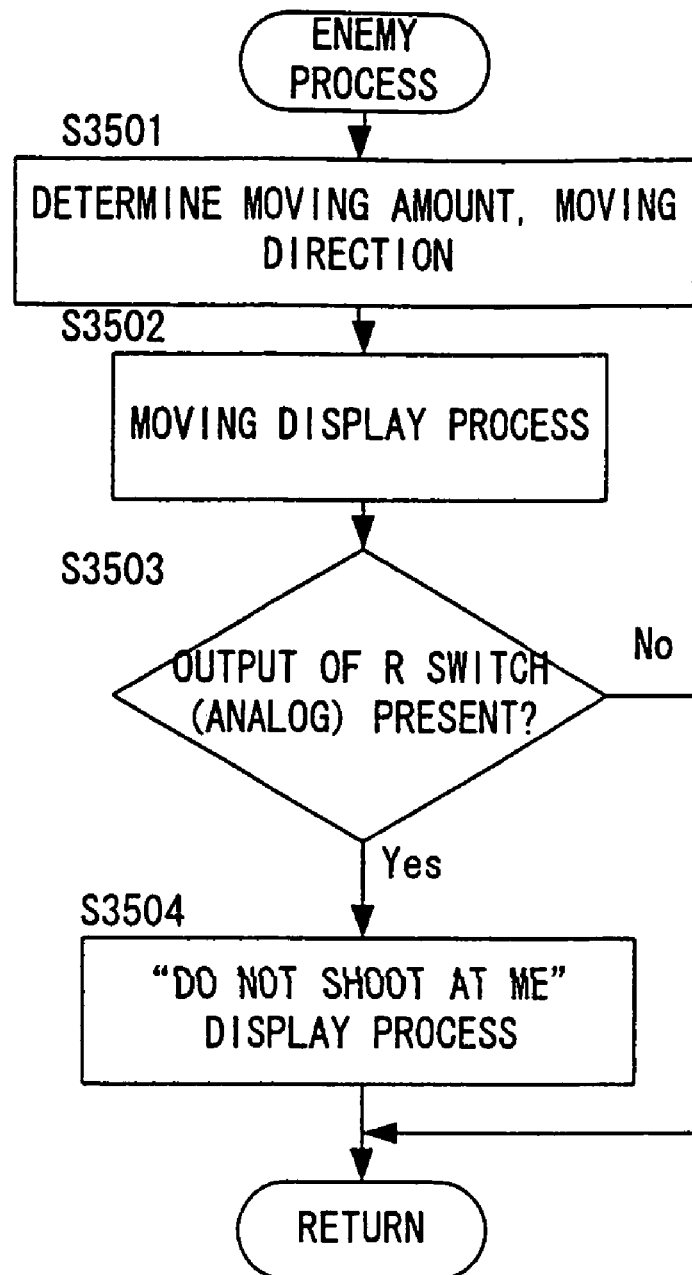 ENEMY
PROCESS
S3501
DETERMINE MOVING AMOUNT, MOVING
DIRECTION
S3502
MOVING DISPLAY PROCESS
S3503
OUTPUT OF R SWITCH
(ANALOG) PRESENT?
No
Yes
S3504
“DO NOT SHOOT AT ME”
DISPLAY PROCESS
RETURN